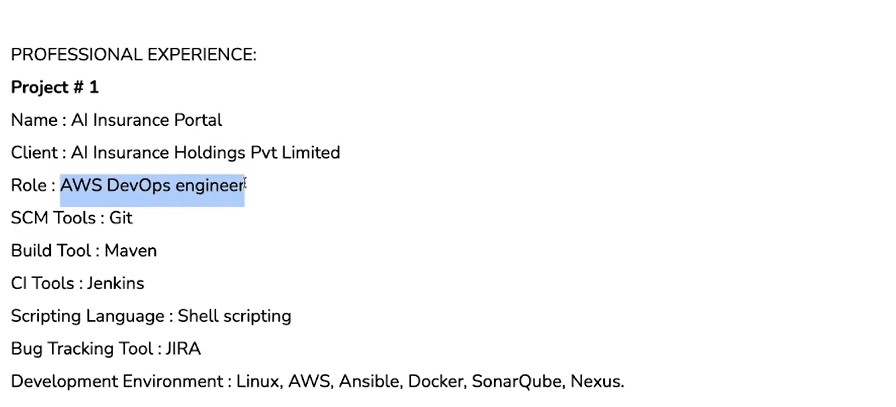 PROFESSIONAL EXPERIENCE:
Project # 1
Name : AI Insurance Portal
Client : AI Insurance Holdings Pvt Limited
Role : AWS DevOps engineer
SCM Tools : Git
Build Tool : Maven
CI Tools : Jenkins
Scripting Language : Shell scripting
Bug Tracking Tool : JIRA
Development Environment : Linux, AWS, Ansible, Docker, SonarQube, Nexus.